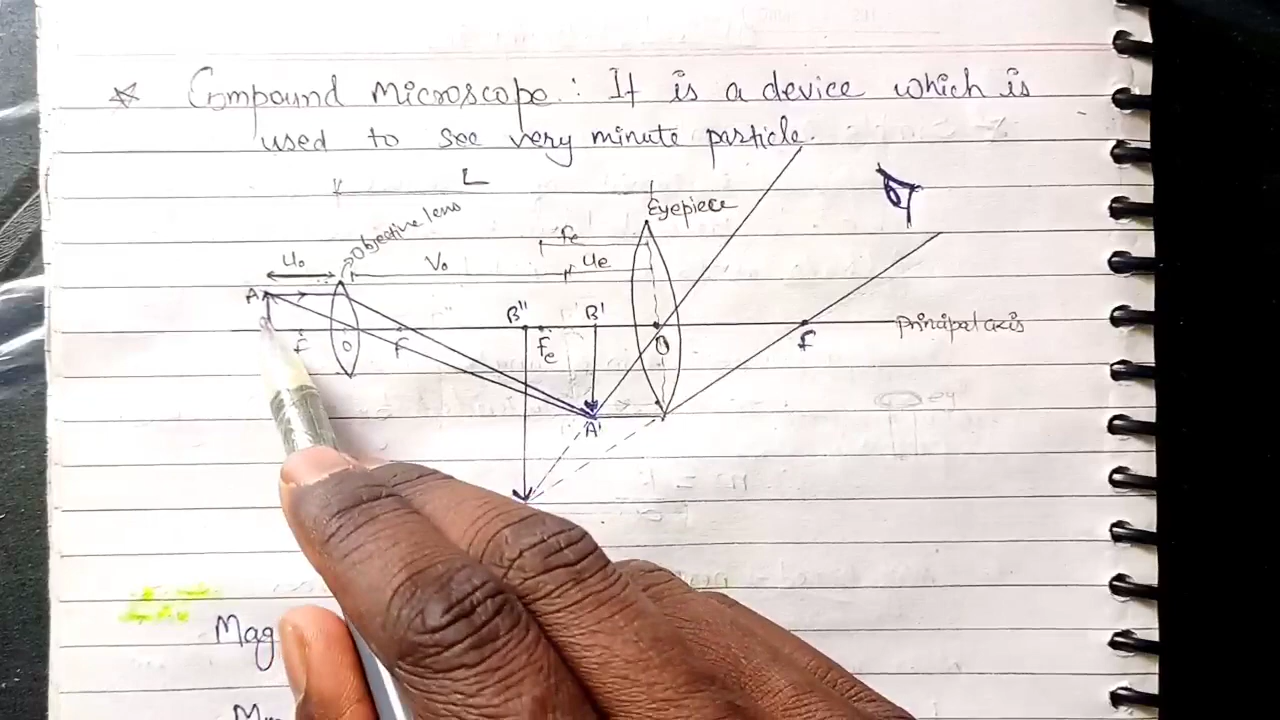 ☆ Compound microscope : It is a device which is
used to see very minute particle.
L
Eyepiece
Objective lens
fe
u₀
V₀
ue
A
B"
B'
Principal axis
F
O
F
fe
O
F
A'
Mag